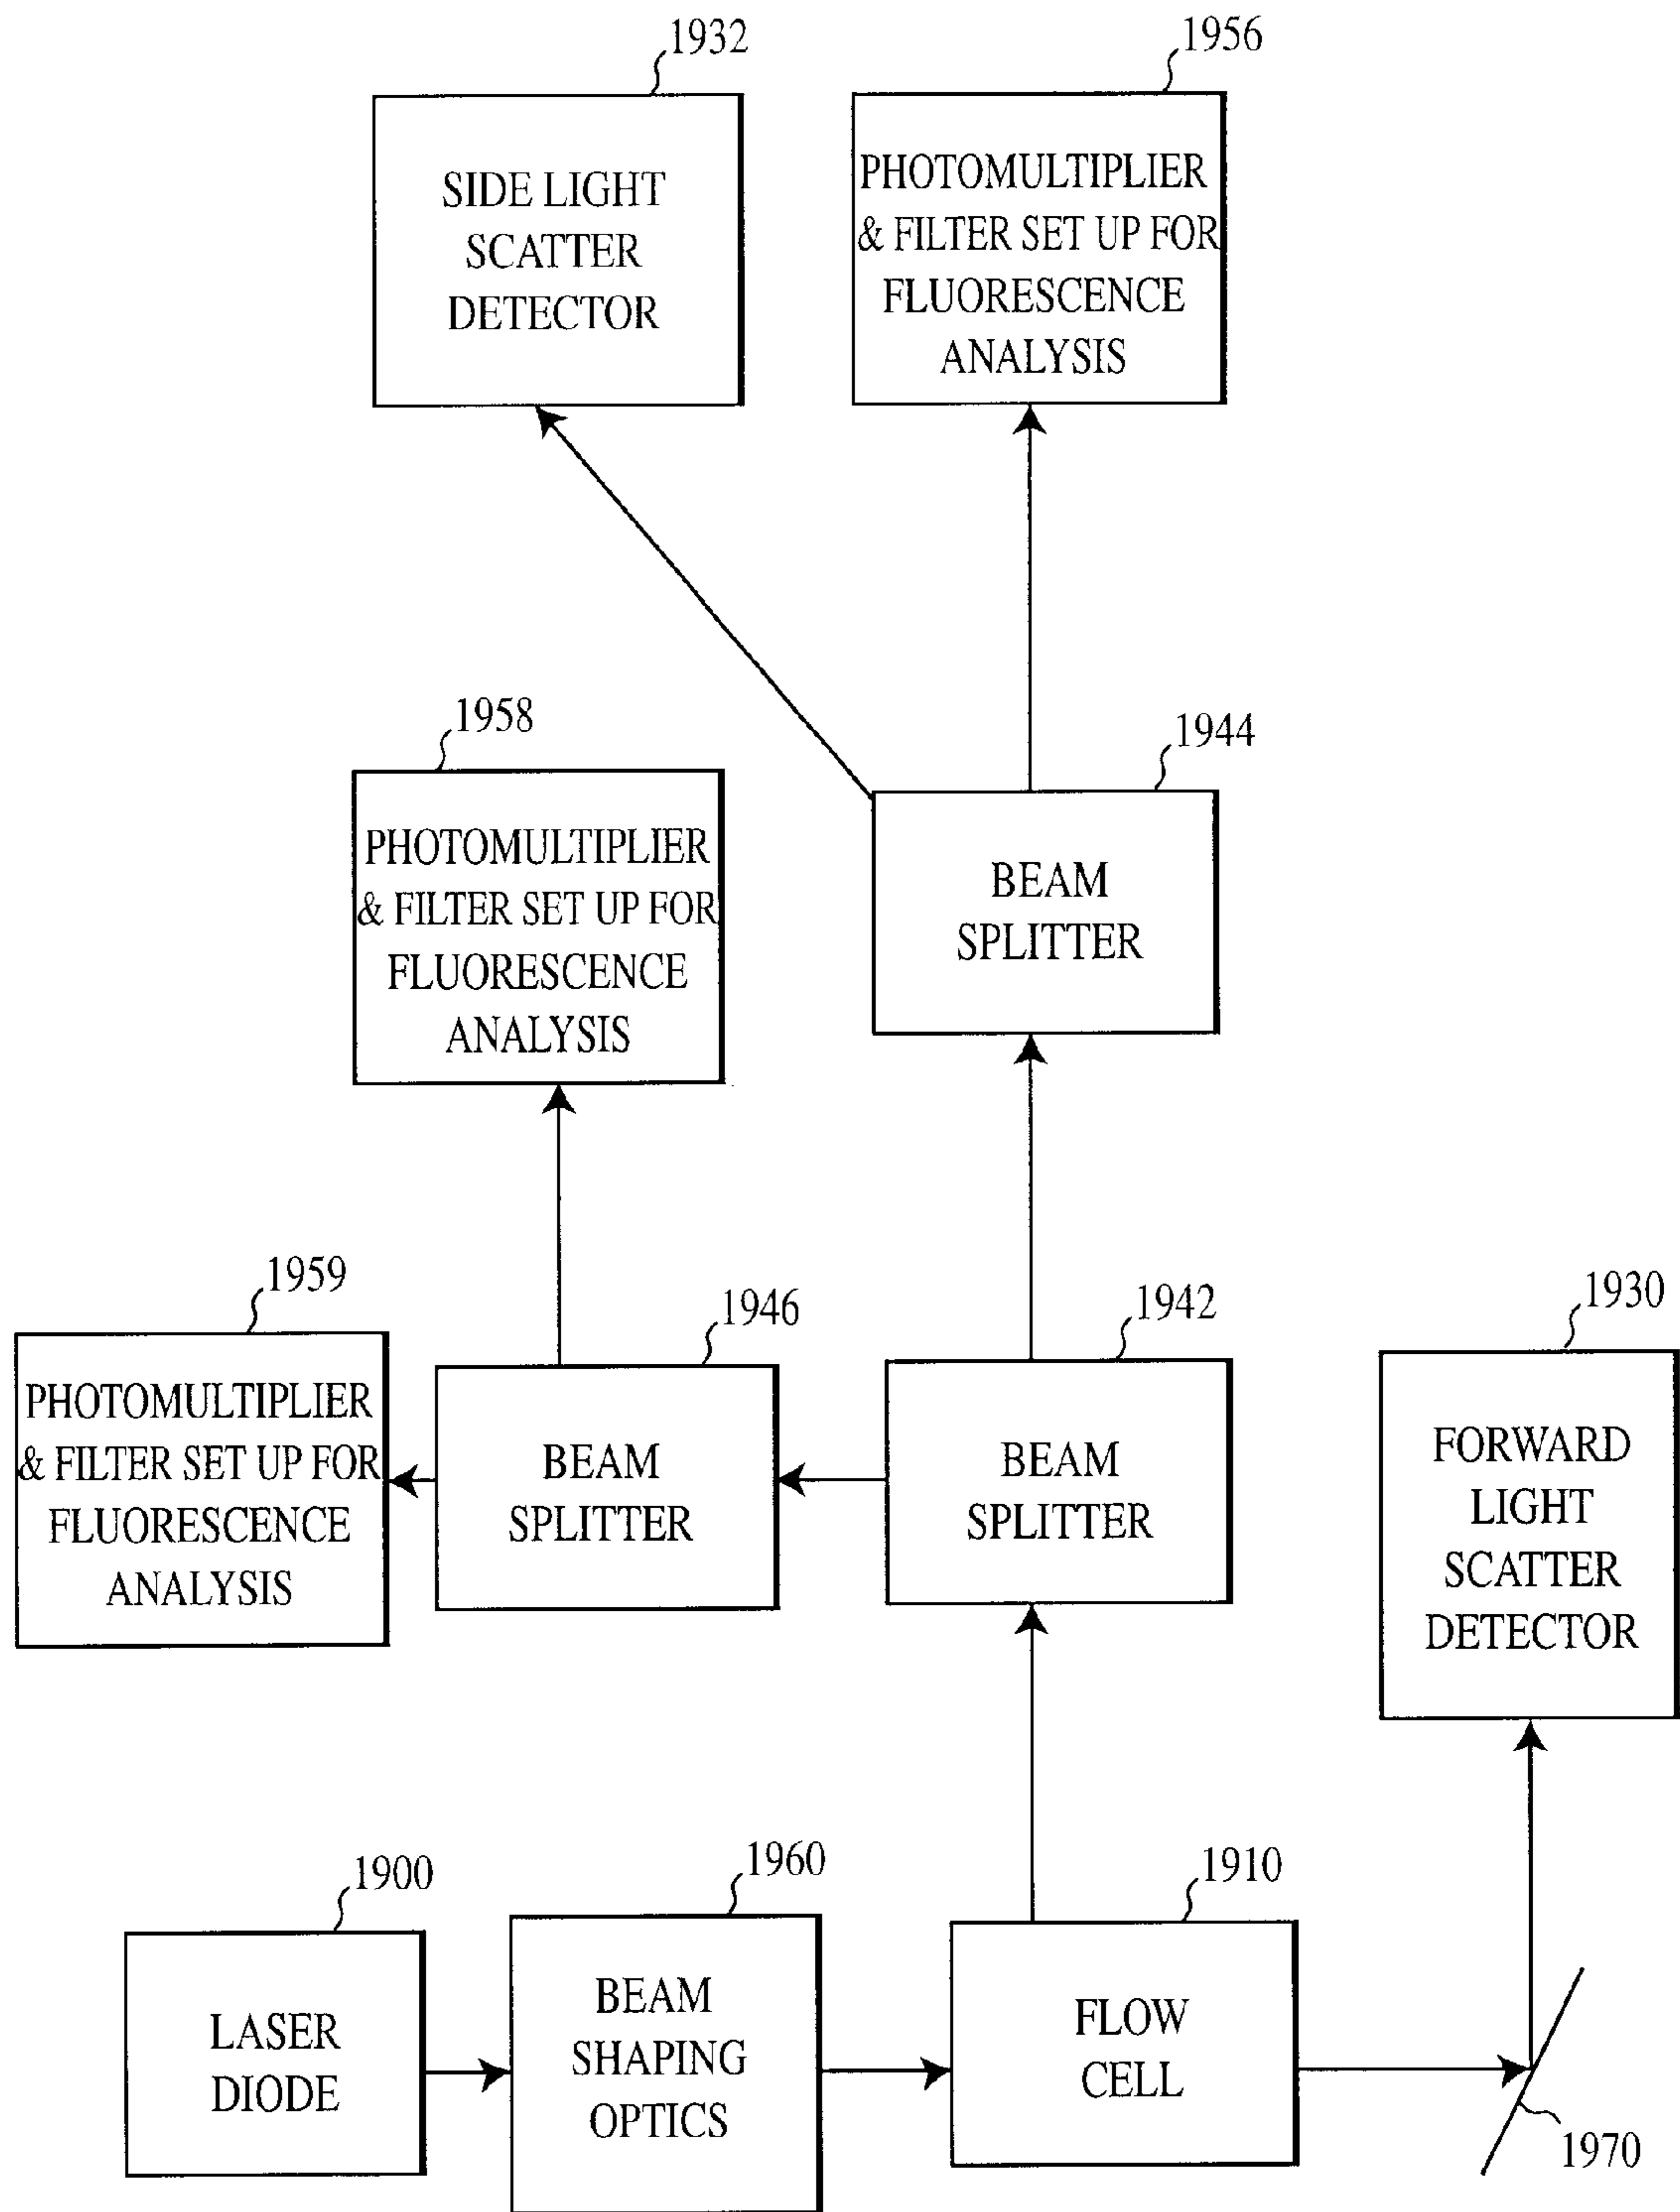 1932
SIDE LIGHT
SCATTER
DETECTOR
1956
PHOTOMULTIPLIER
& FILTER SET UP FOR
FLUORESCENCE
ANALYSIS
1958
PHOTOMULTIPLIER
& FILTER SET UP FOR
FLUORESCENCE
ANALYSIS
1944
BEAM
SPLITTER
1959
PHOTOMULTIPLIER
& FILTER SET UP FOR
FLUORESCENCE
ANALYSIS
1946
BEAM
SPLITTER
1942
BEAM
SPLITTER
1930
FORWARD
LIGHT
SCATTER
DETECTOR
1900
LASER
DIODE
1960
BEAM
SHAPING
OPTICS
1910
FLOW
CELL
1970